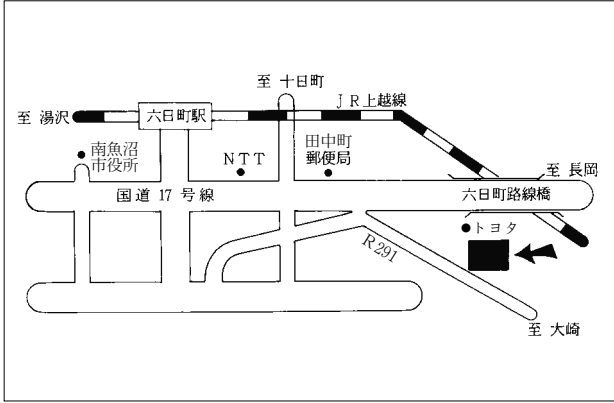 至 十日町
JR上越線
至 湯沢
六日町駅
田中町
郵便局
南魚沼
市役所
NTT
至 長岡
国道 17 号線
六日町路線橋
トヨタ
R291
至 大崎